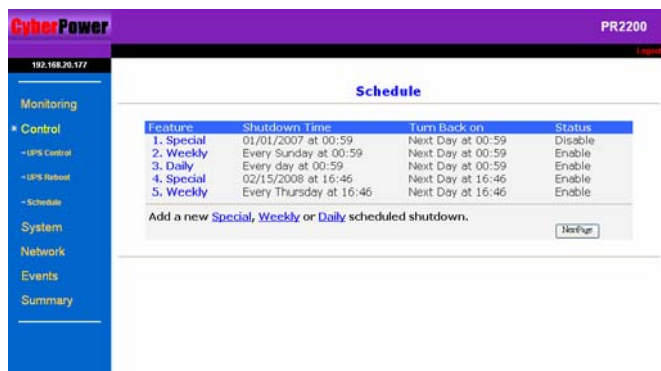 CyberPower
PR2200
Logout
192.168.20.177
Monitoring
Control
UPS Control
UPS Reboot
Schedule
System
Network
Events
Summary
Schedule
Feature Shutdown Time Turn Back on Status
1. Special 01/01/2007 at 00:59 Next Day at 00:59 Disable
2. Weekly Every Sunday at 00:59 Next Day at 00:59 Enable
3. Daily Every day at 00:59 Next Day at 00:59 Enable
4. Special 02/15/2008 at 16:46 Next Day at 16:46 Enable
5. Weekly Every Thursday at 16:46 Next Day at 16:46 Enable
Add a new Special, Weekly or Daily scheduled shutdown.
NextPage